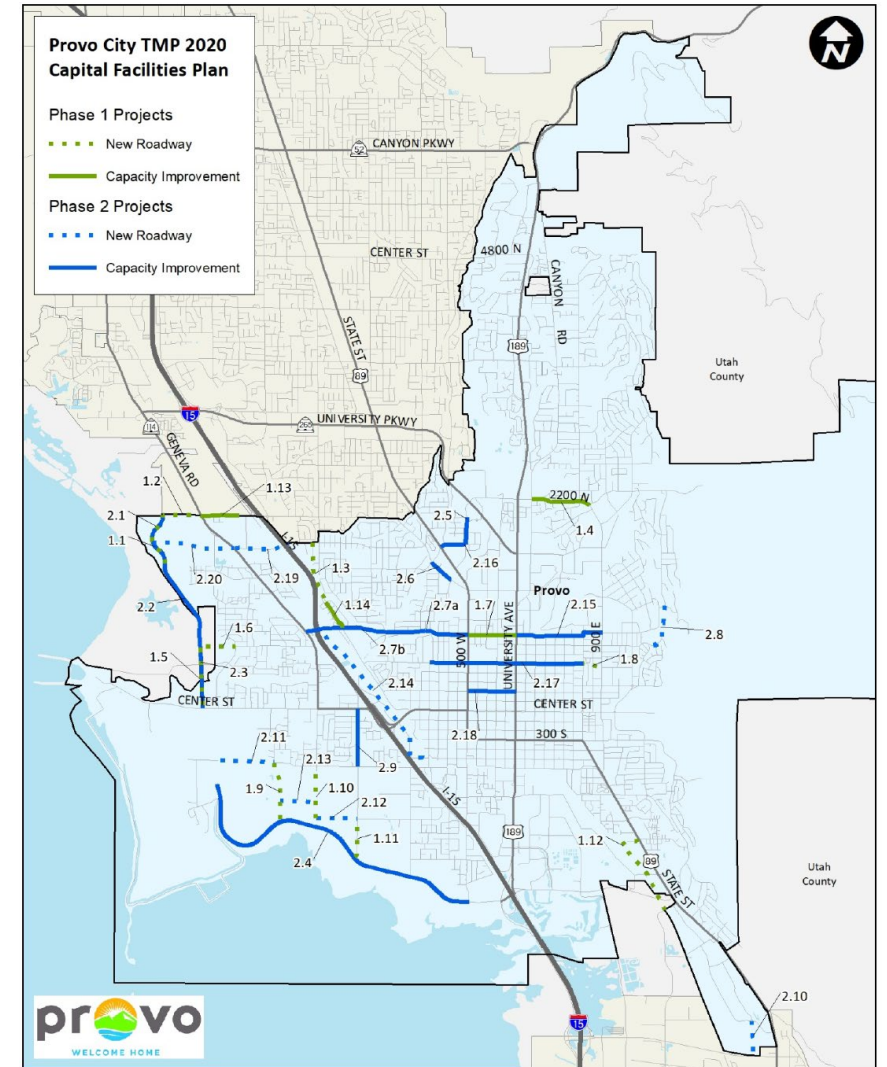 Provo City TMP 2020
Capital Facilities Plan
Phase 1 Projects
New Roadway
Capacity Improvement
Phase 2 Projects
New Roadway
Capacity Improvement
N
52
CANYON PKWY
CENTER ST
4800 N
CANYON RD
STATE ST
89
189
Utah
County
15
114
265
UNIVERSITY PKWY
GENEVA RD
1.2
1.13
2200 N
1.4
2.1
1.1
I-15
2.5
2.16
2.20
2.19
1.3
2.6
Provo
2.2
1.14
2.7a
1.7
2.15
2.8
1.6
2.7b
500 W
UNIVERSITY AVE
900 E
1.8
1.5
2.3
2.14
2.17
CENTER ST
CENTER ST
2.18
300 S
2.11
2.13
2.9
1.9
1.10
2.12
I-15
1.11
189
1.12
89
2.4
STATE ST
Utah
County
2.10
15
provo
WELCOME HOME